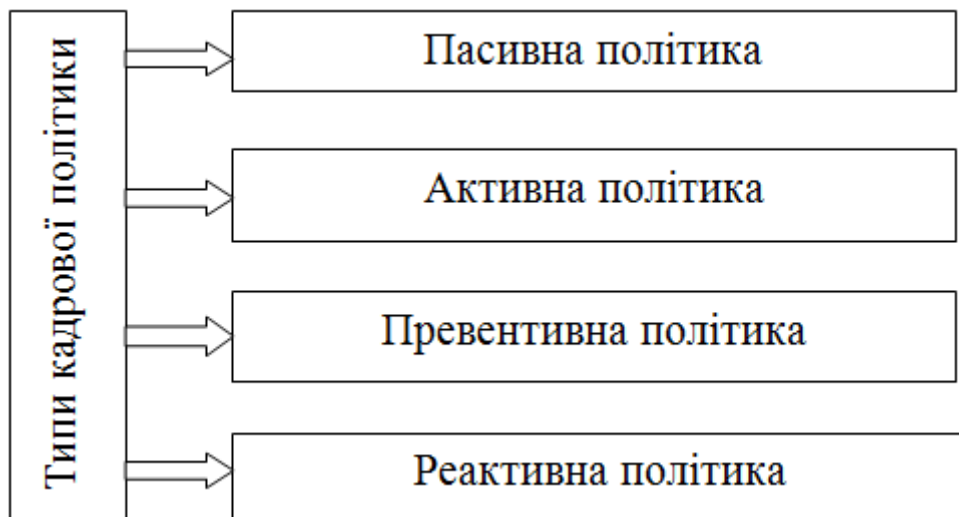 Типи кадрової політики
Пасивна політика
Активна політика
Превентивна політика
Реактивна політика